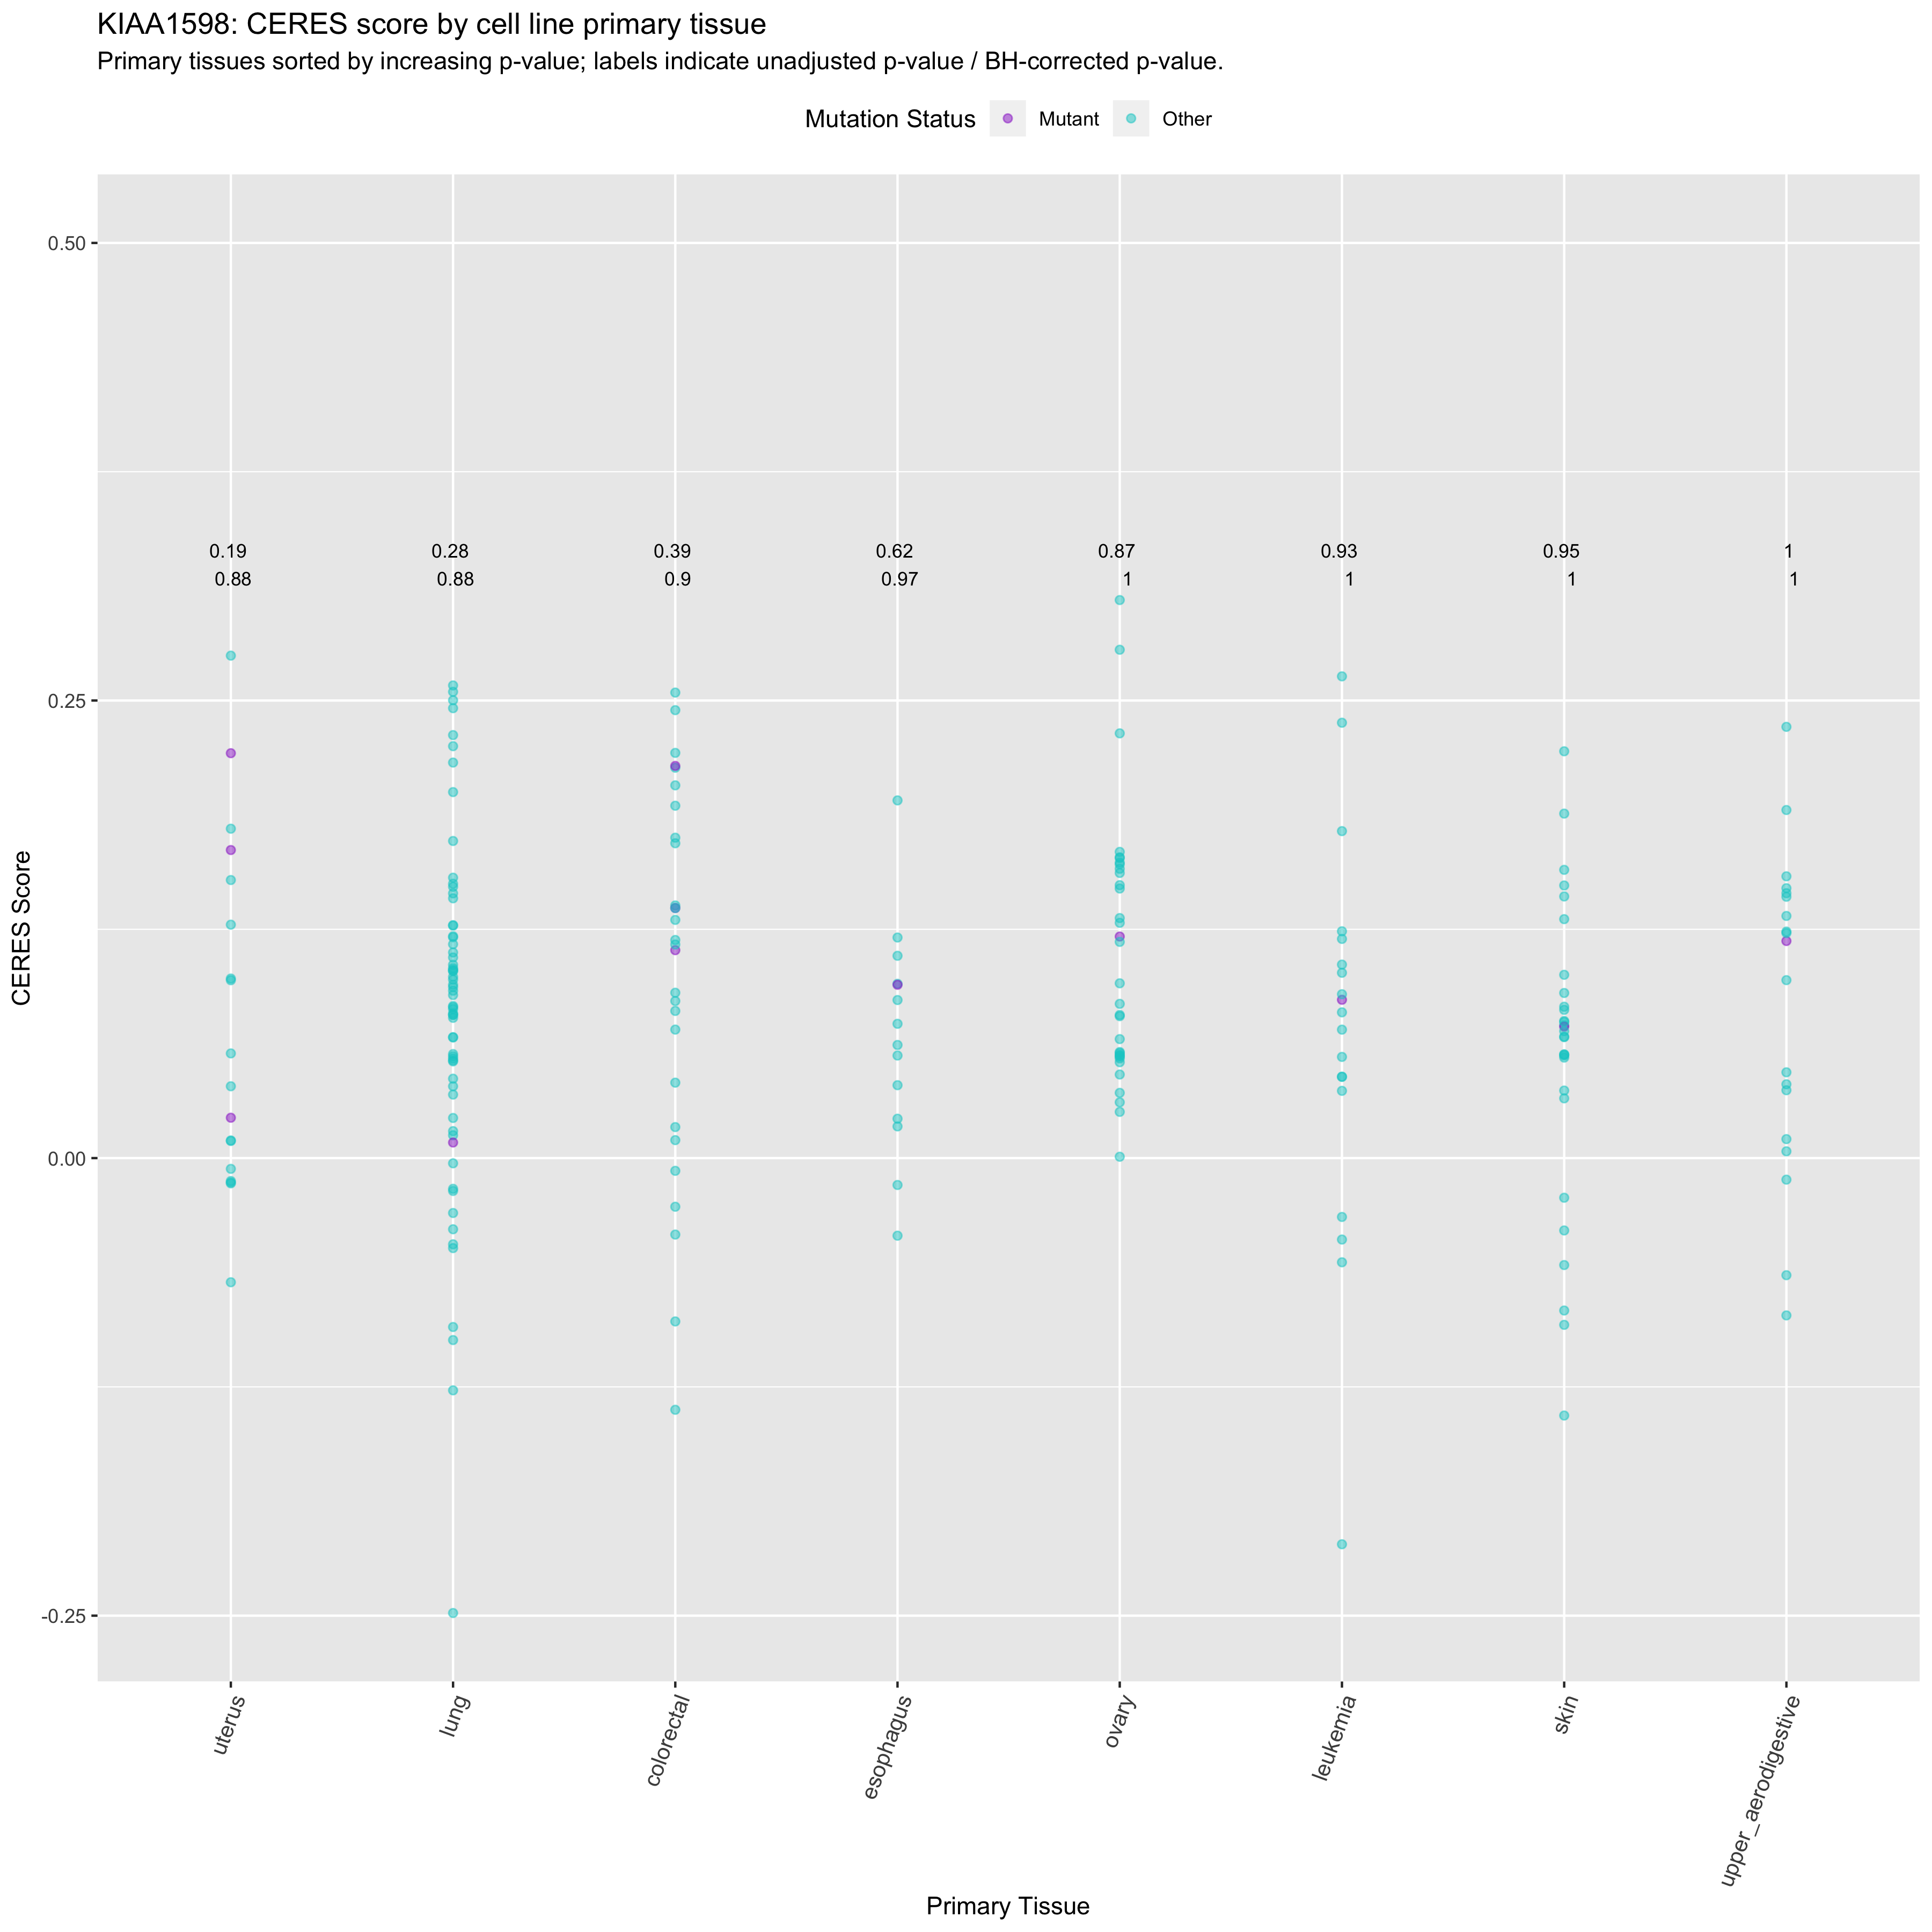 KIAA1598: CERES score by cell line primary tissue
Primary tissues sorted by increasing p-value; labels indicate unadjusted p-value / BH-corrected p-value.
Mutation Status Mutant Other
0.50
0.19 0.28 0.39 0.62 0.87 0.93 0.95 1
0.88 0.88 0.9 0.97 1 1 1 1
0.25
CERES Score
0.00
-0.25
uterus lung colorectal esophagus ovary leukemia skin upper_aerodigestive
Primary Tissue